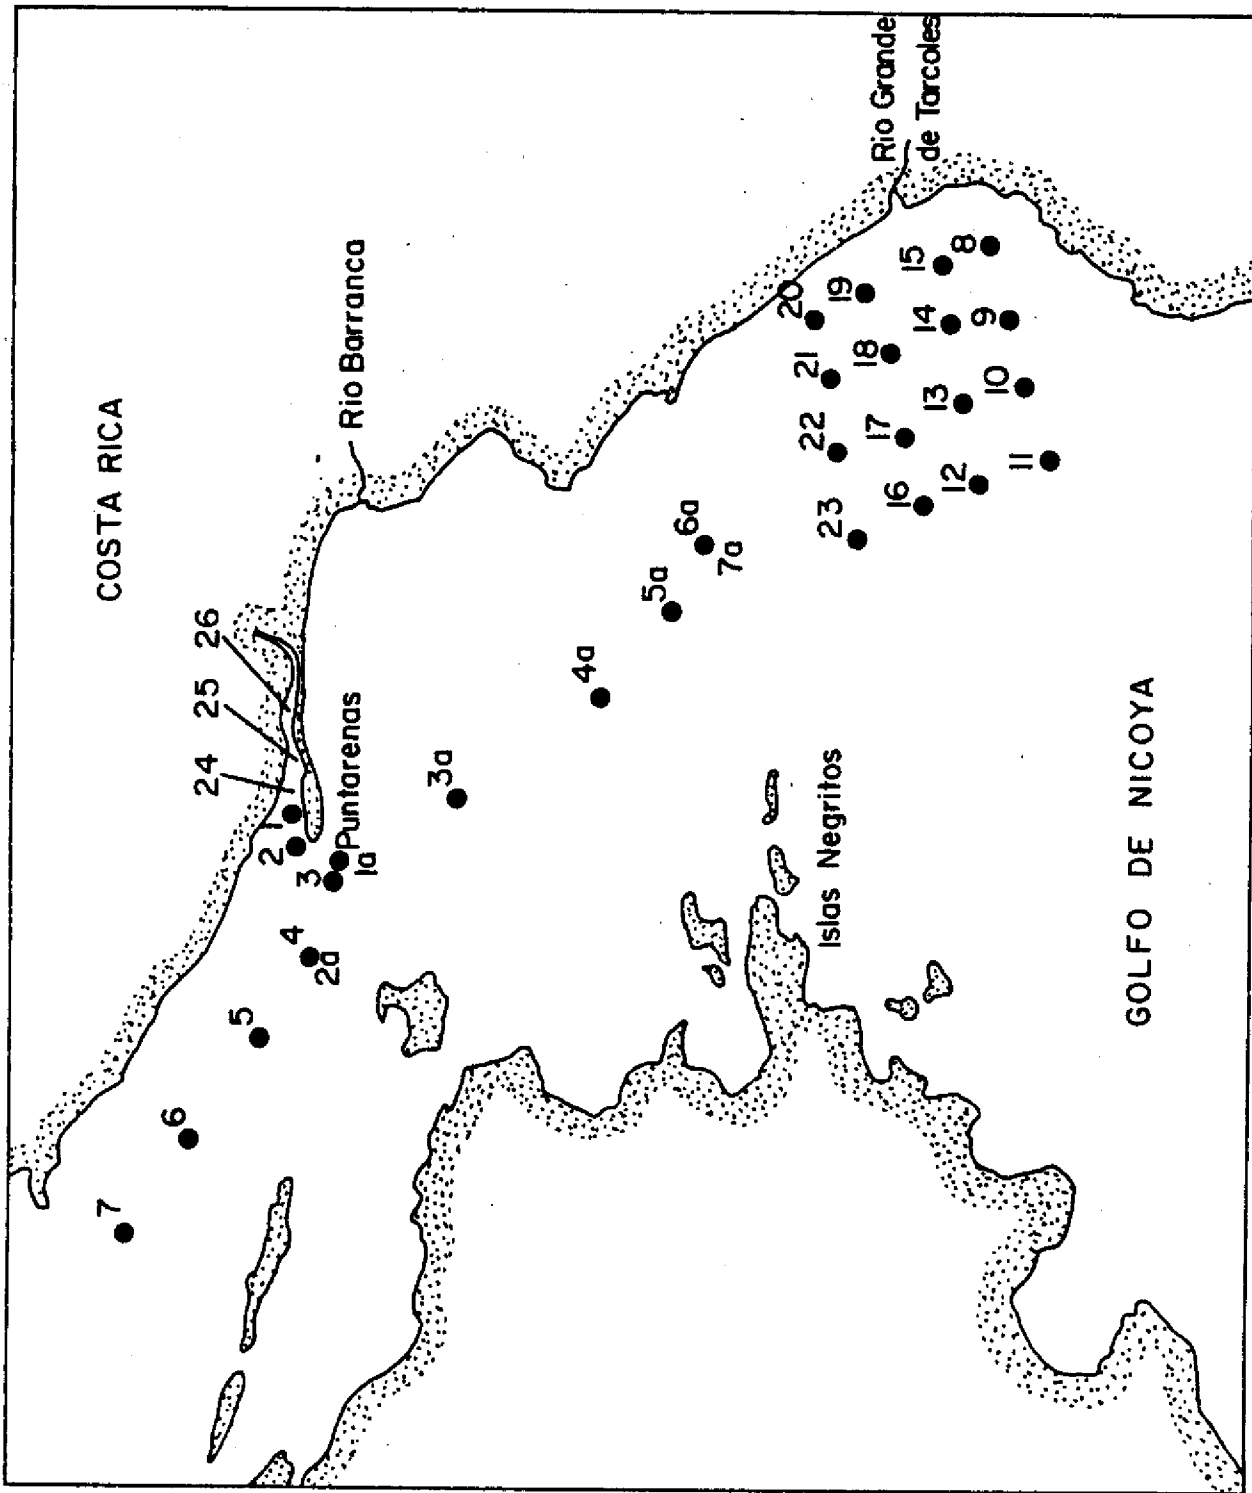 7
COSTA RICA
6
24 25 26
5
1
2
4
3
2a
Puntarenas
Rio Barranca
1a
3a
4a
5a
6a
7a
20
21
22
Islas Negritos
23
19
18
17
Rio Grande
de Tarcoles
16
15
14
13
12
8
9
10
11
GOLFO DE NICOYA